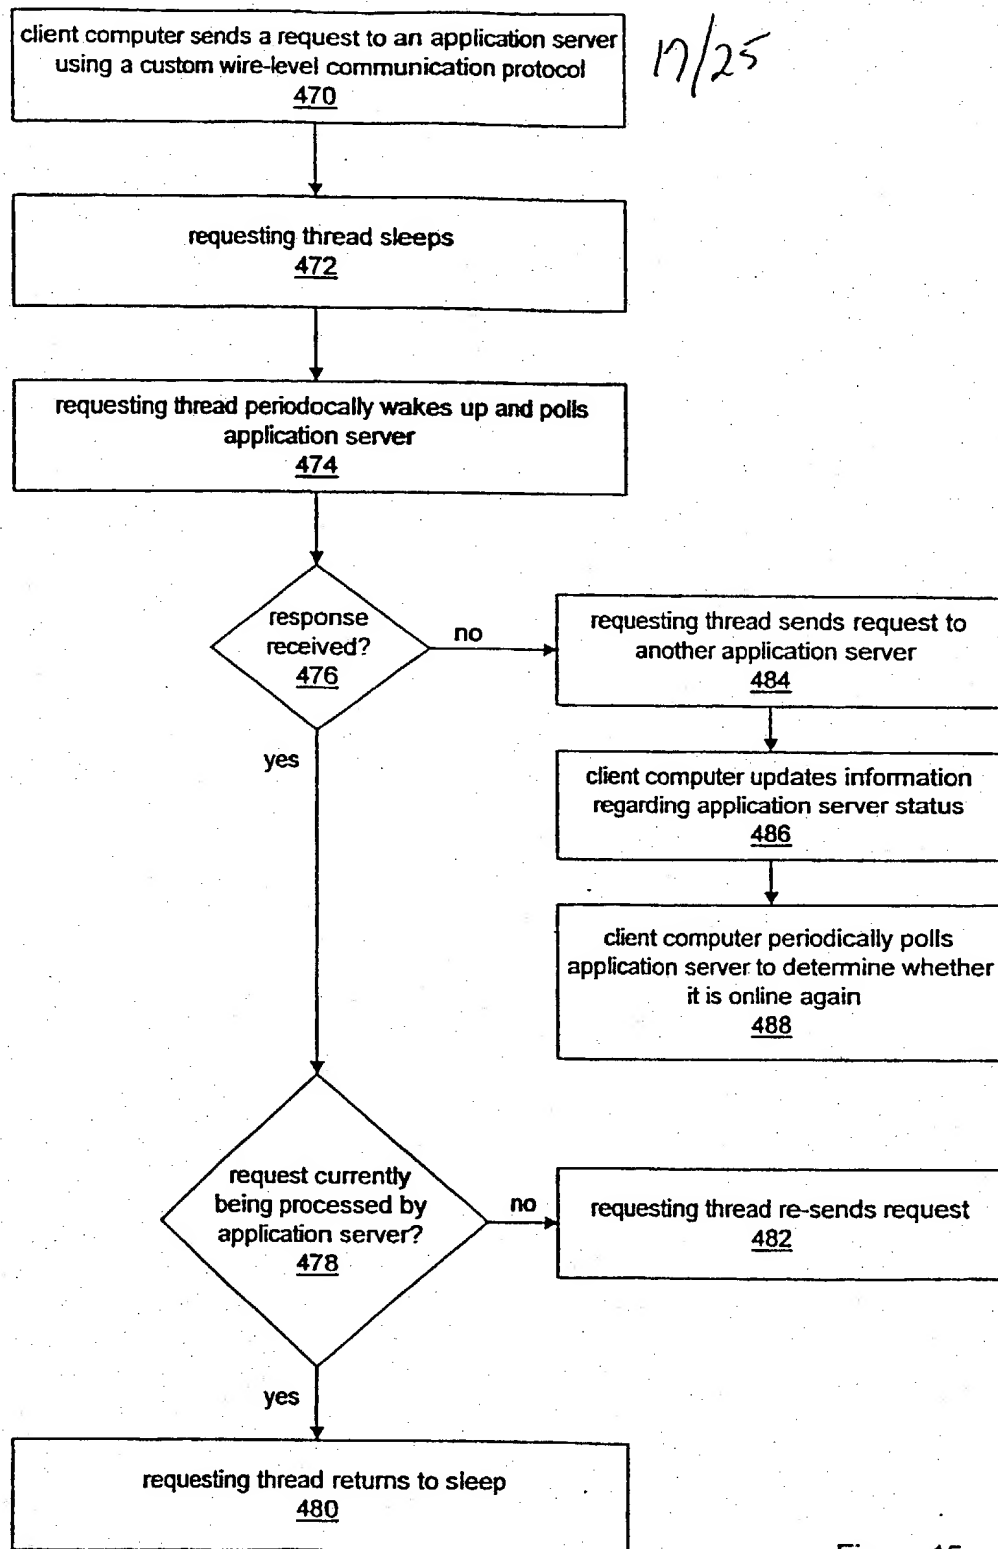 client computer sends a request to an application server
using a custom wire-level communication protocol
470
17/25
requesting thread sleeps
472
requesting thread periodocally wakes up and polls
application server
474
response
received?
476
no
requesting thread sends request to
another application server
484
yes
client computer updates information
regarding application server status
486
client computer periodically polls
application server to determine whether
it is online again
488
request currently
being processed by
application server?
478
no
requesting thread re-sends request
482
yes
requesting thread returns to sleep
480